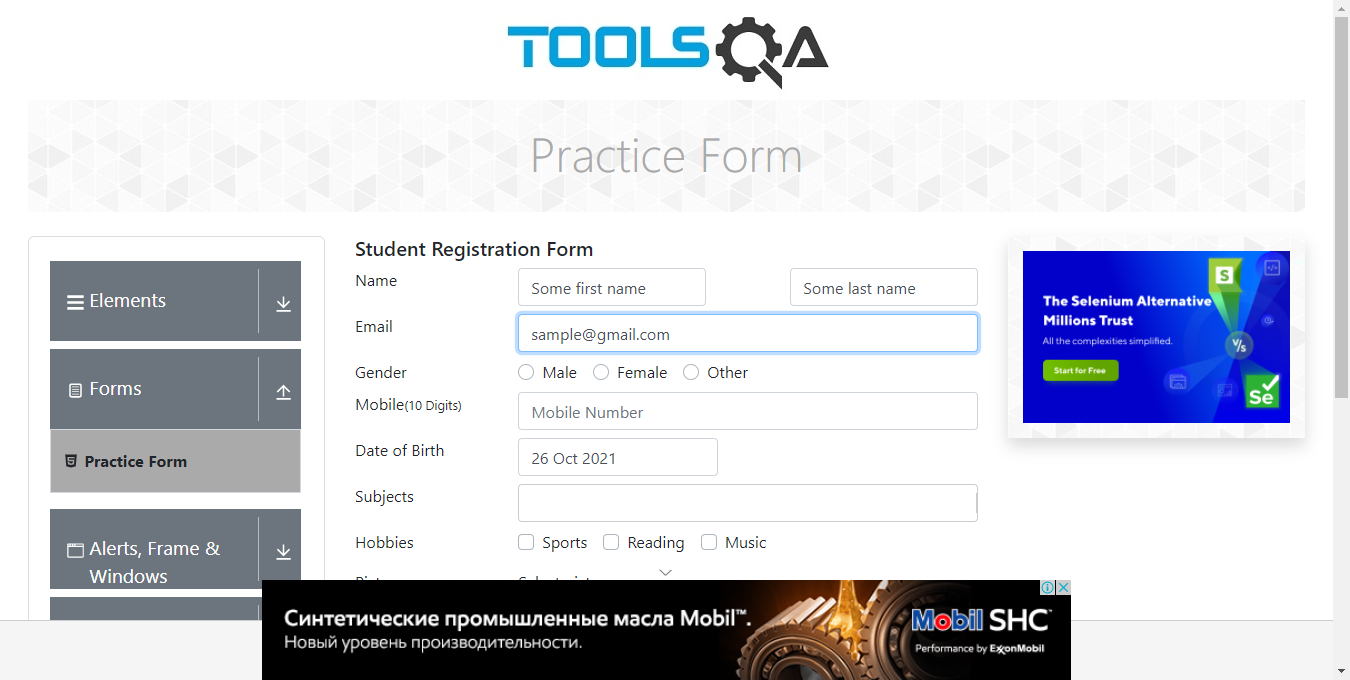 TOOLSQA
Practice Form
Elements
Forms
Practice Form
Alerts, Frame &
Windows
Student Registration Form
Name
Some first name
Some last name
Email
sample@gmail.com
Gender
Male
Female
Other
Mobile(10 Digits)
Mobile Number
Date of Birth
26 Oct 2021
Subjects
Hobbies
Sports
Reading
Music
S
The Selenium Alternative
Millions Trust
All the complexities simplified.
Start for Free
V/s
Se
Синтетические промышленные масла Mobil™.
Новый уровень производительности.
Mobil SHC™
Performance by ExxonMobil